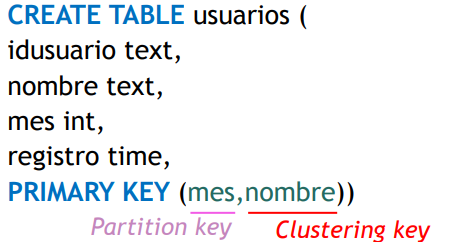 CREATE TABLE usuarios (
idusuario text,
nombre text,
mes int,
registro time,
PRIMARY KEY (mes,nombre))
Partition key Clustering key